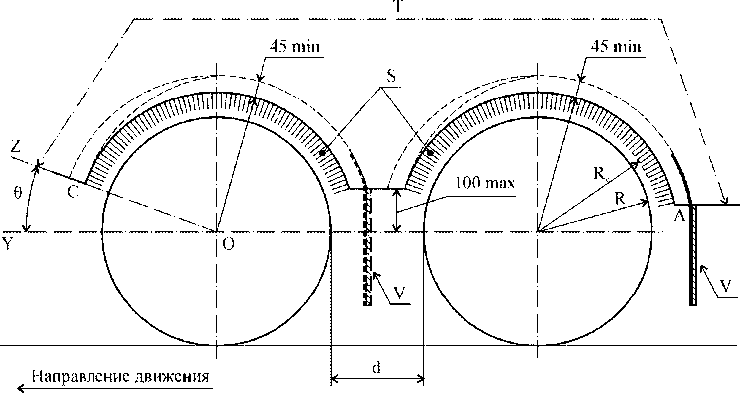 T
45 min
45 min
S
Z
C
θ
100 max
R
R
A
Y
O
V
V
d
Направление движения